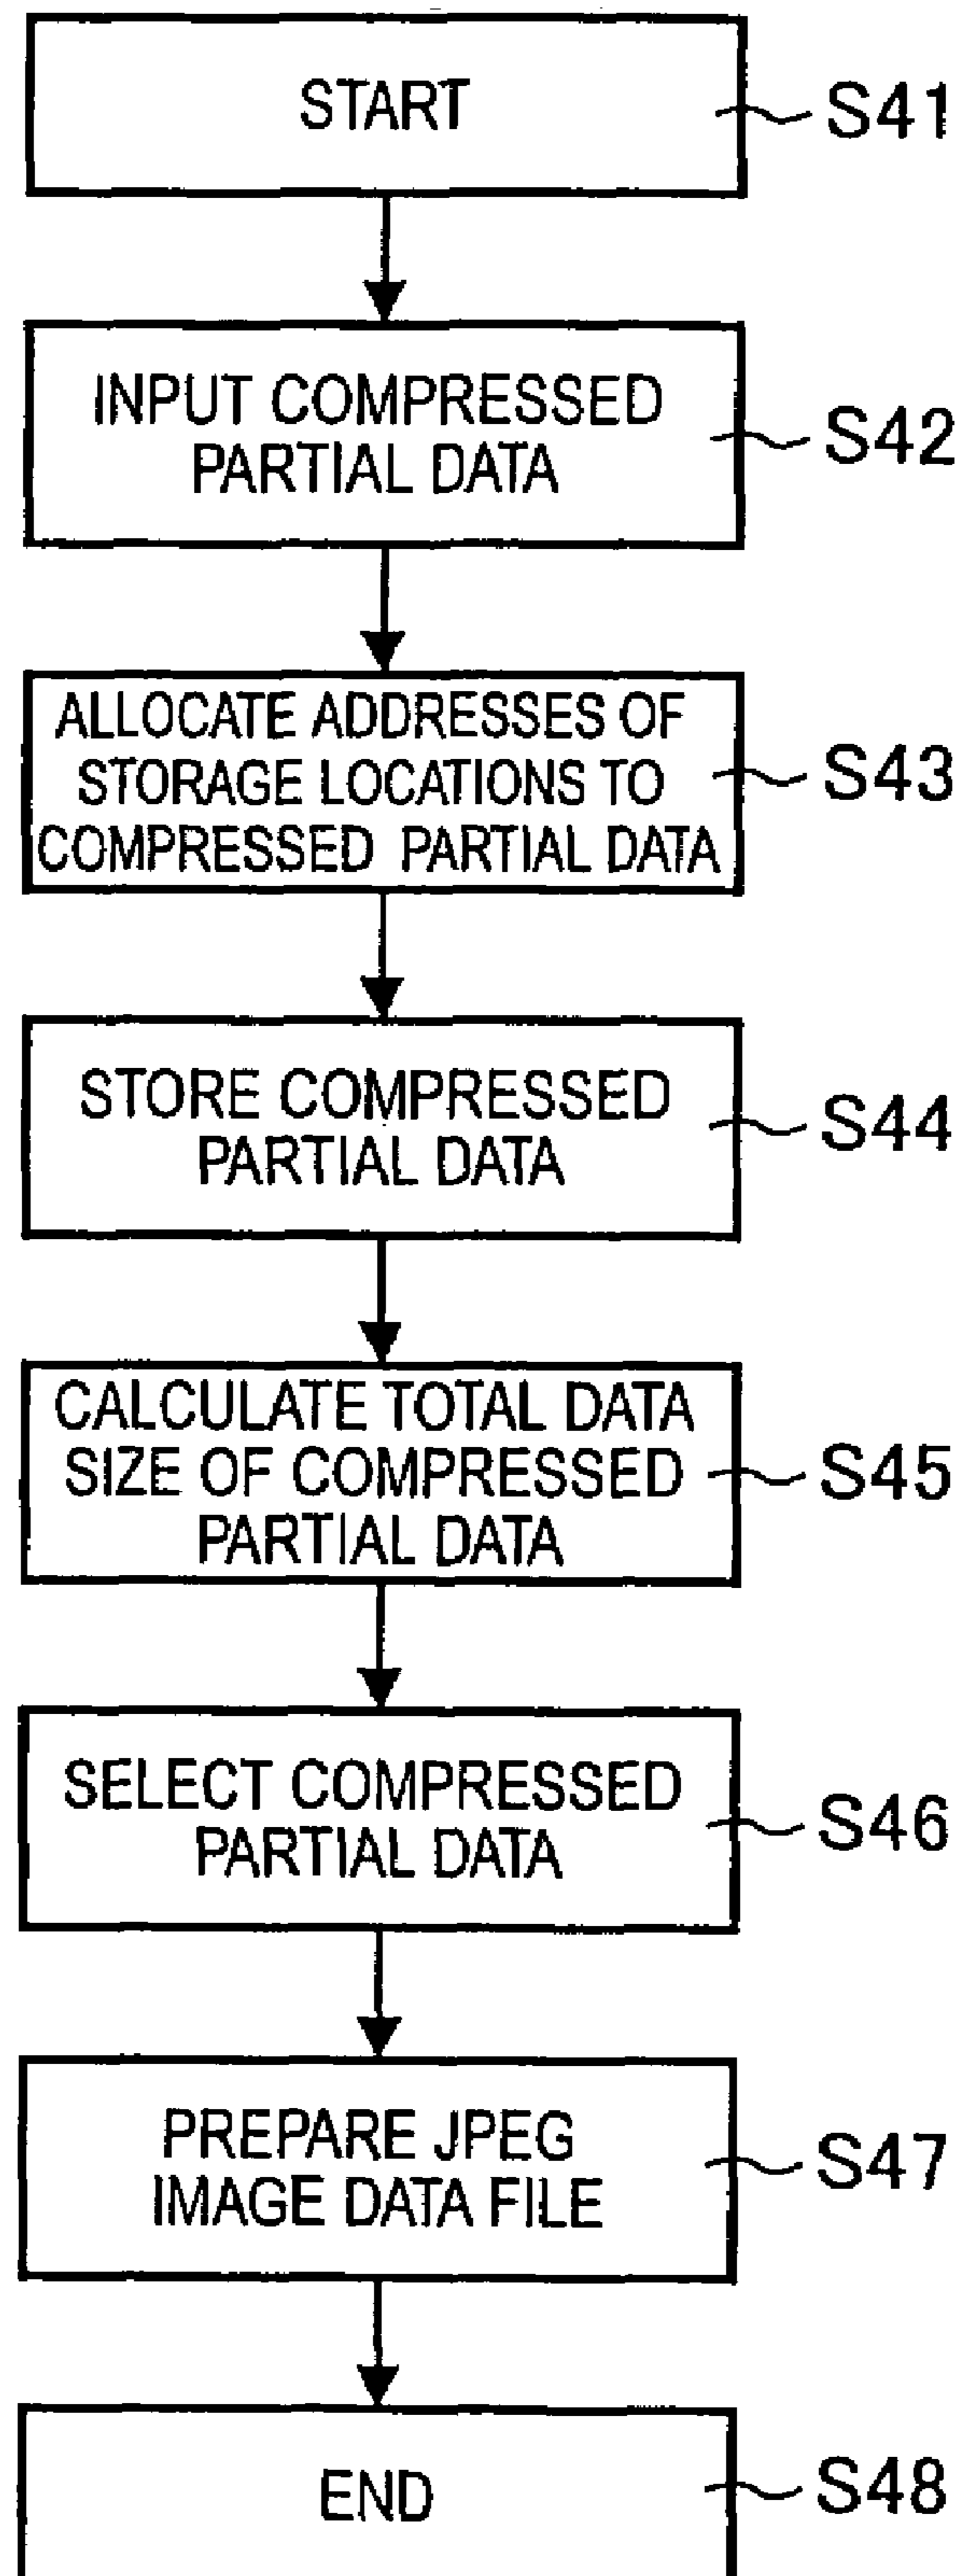 START
S41
INPUT COMPRESSED
PARTIAL DATA
S42
ALLOCATE ADDRESSES OF
STORAGE LOCATIONS TO
COMPRESSED PARTIAL DATA
S43
STORE COMPRESSED
PARTIAL DATA
S44
CALCULATE TOTAL DATA
SIZE OF COMPRESSED
PARTIAL DATA
S45
SELECT COMPRESSED
PARTIAL DATA
S46
PREPARE JPEG
IMAGE DATA FILE
S47
END
S48